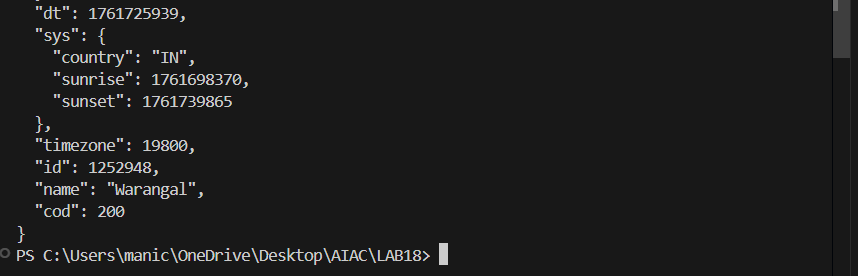 "dt": 1761725939,
"sys": {
"country": "IN",
"sunrise": 1761698370,
"sunset": 1761739865
},
"timezone": 19800,
"id": 1252948,
"name": "Warangal",
"cod": 200
}
PS C:\Users\manic\OneDrive\Desktop\AIAC\LAB18>